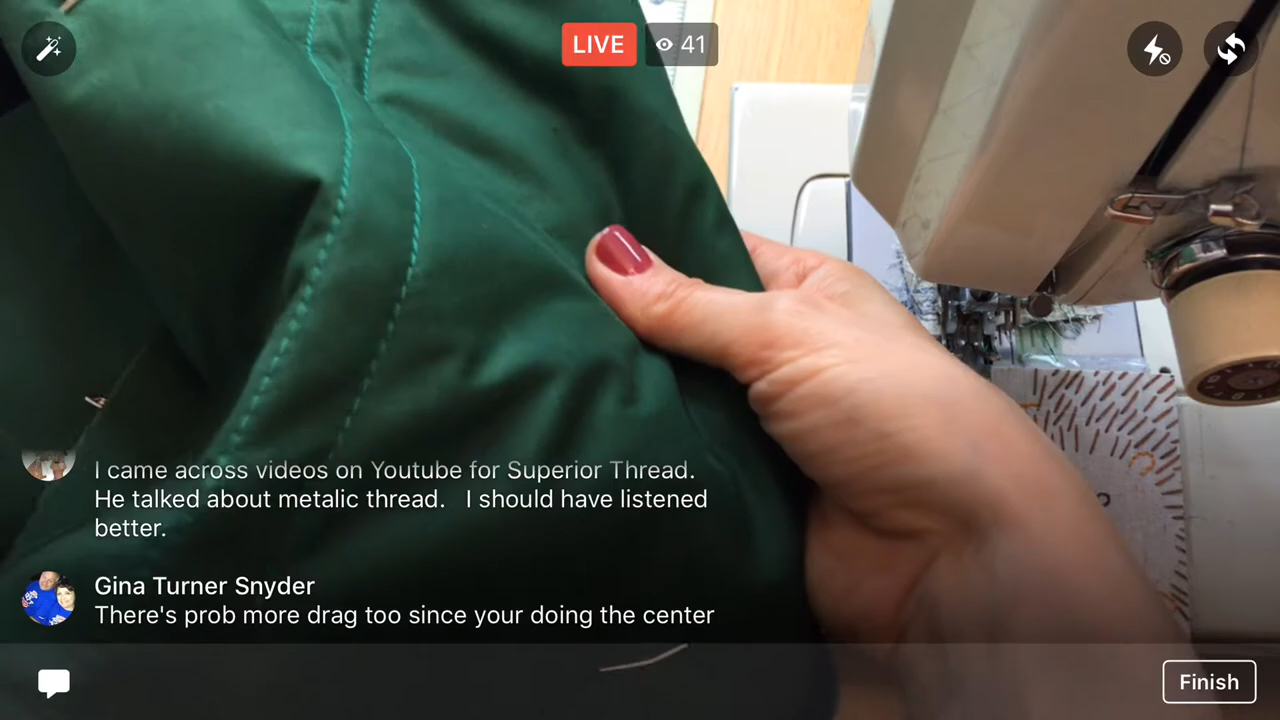 LIVE 41
I came across videos on Youtube for Superior Thread.
He talked about metalic thread. I should have listened
better.
Gina Turner Snyder
There's prob more drag too since your doing the center
Finish